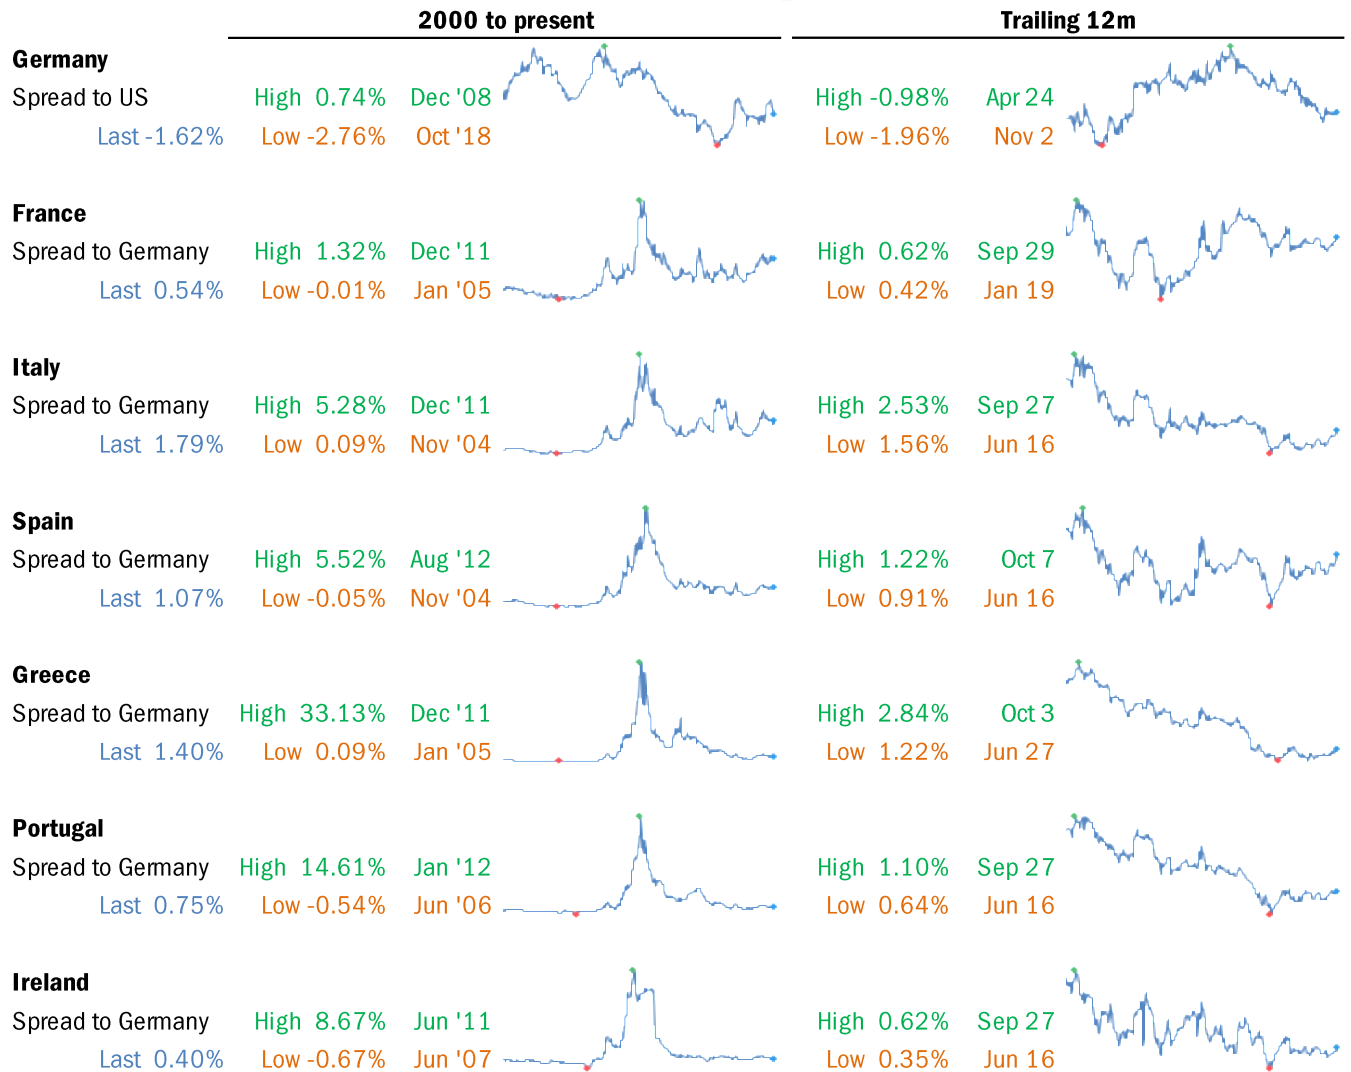 2000 to present Trailing 12m
Germany
Spread to US High 0.74% Dec '08 High -0.98% Apr 24
Last -1.62% Low -2.76% Oct '18 Low -1.96% Nov 2
France
Spread to Germany High 1.32% Dec '11 High 0.62% Sep 29
Last 0.54% Low -0.01% Jan '05 Low 0.42% Jan 19
Italy
Spread to Germany High 5.28% Dec '11 High 2.53% Sep 27
Last 1.79% Low 0.09% Nov '04 Low 1.56% Jun 16
Spain
Spread to Germany High 5.52% Aug '12 High 1.22% Oct 7
Last 1.07% Low -0.05% Nov '04 Low 0.91% Jun 16
Greece
Spread to Germany High 33.13% Dec '11 High 2.84% Oct 3
Last 1.40% Low 0.09% Jan '05 Low 1.22% Jun 27
Portugal
Spread to Germany High 14.61% Jan '12 High 1.10% Sep 27
Last 0.75% Low -0.54% Jun '06 Low 0.64% Jun 16
Ireland
Spread to Germany High 8.67% Jun '11 High 0.62% Sep 27
Last 0.40% Low -0.67% Jun '07 Low 0.35% Jun 16